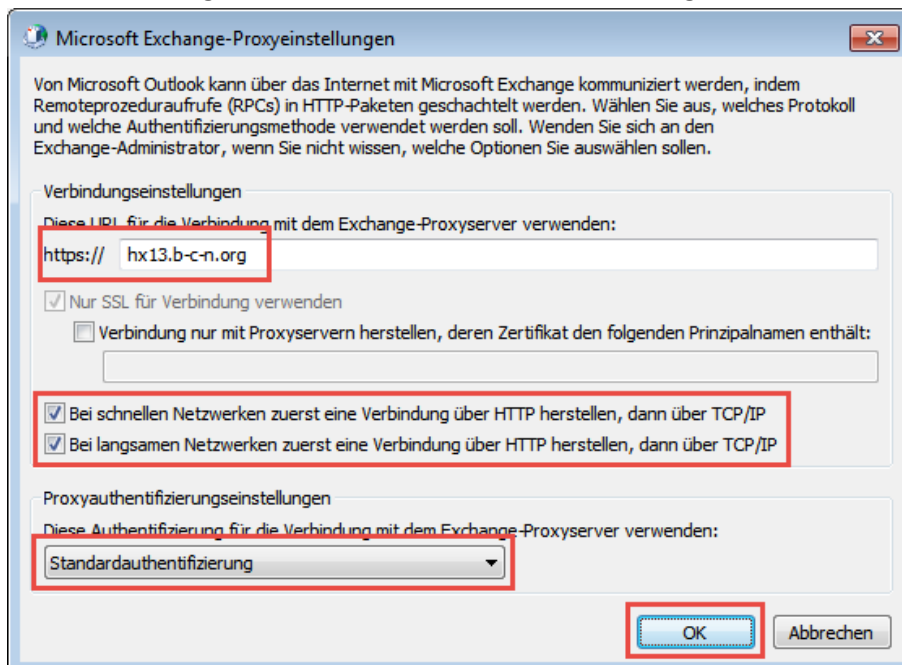 Microsoft Exchange-Proxyeinstellungen
Von Microsoft Outlook kann über das Internet mit Microsoft Exchange kommuniziert werden, indem
Remoteprozeduraufrufe (RPCs) in HTTP-Paketen geschachtelt werden. Wählen Sie aus, welches Protokoll
und welche Authentifizierungsmethode verwendet werden soll. Wenden Sie sich an den
Exchange-Administrator, wenn Sie nicht wissen, welche Optionen Sie auswählen sollen.
Verbindungseinstellungen
Diese URL für die Verbindung mit dem Exchange-Proxyserver verwenden:
https:// hx13.b-c-n.org
Nur SSL für Verbindung verwenden
Verbindung nur mit Proxyservern herstellen, deren Zertifikat den folgenden Prinzipalnamen enthält:
Bei schnellen Netzwerken zuerst eine Verbindung über HTTP herstellen, dann über TCP/IP
Bei langsamen Netzwerken zuerst eine Verbindung über HTTP herstellen, dann über TCP/IP
Proxyauthentifizierungseinstellungen
Diese Authentifizierung für die Verbindung mit dem Exchange-Proxyserver verwenden:
Standardauthentifizierung
OK Abbrechen